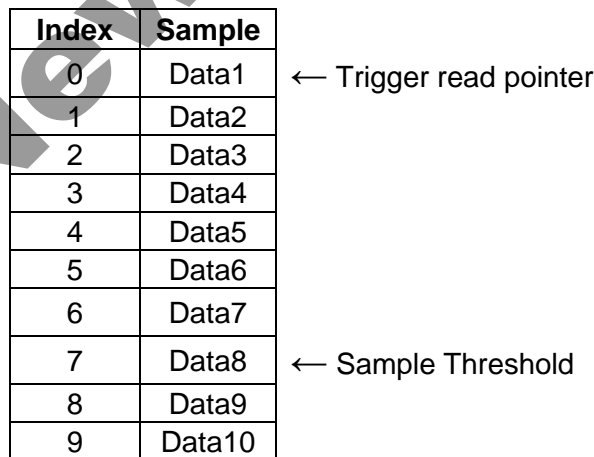 Index Sample
0 Data1 ← Trigger read pointer
1 Data2
2 Data3
3 Data4
4 Data5
5 Data6
6 Data7
7 Data8 ← Sample Threshold
8 Data9
9 Data10